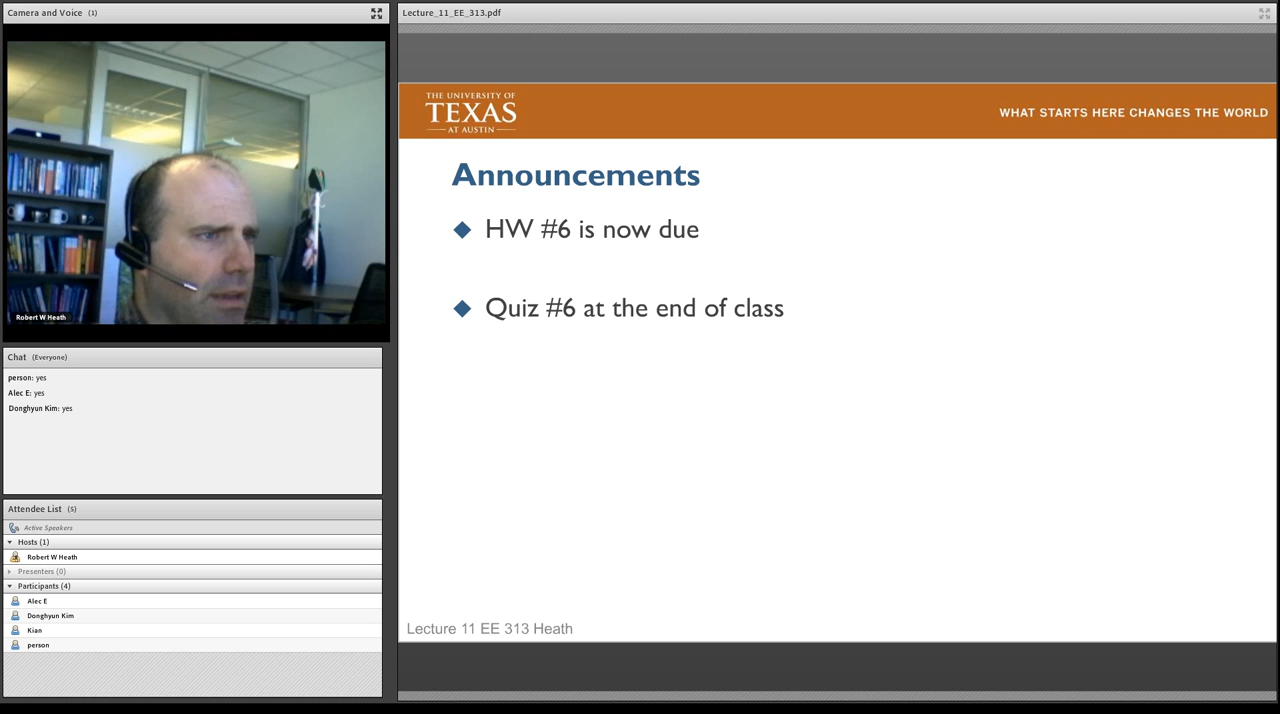 Camera and Voice (1)
Robert W Heath
Chat (Everyone)
person: yes
Alec E: yes
Donghyun Kim: yes
Attendee List (5)
Active Speakers
Hosts (1)
Robert W Heath
Presenters (0)
Participants (4)
Alec E
Donghyun Kim
Kian
person
Lecture_11_EE_313.pdf
THE UNIVERSITY OF
TEXAS
AT AUSTIN
WHAT STARTS HERE CHANGES THE WORLD
Announcements
HW #6 is now due
Quiz #6 at the end of class
Lecture 11 EE 313 Heath